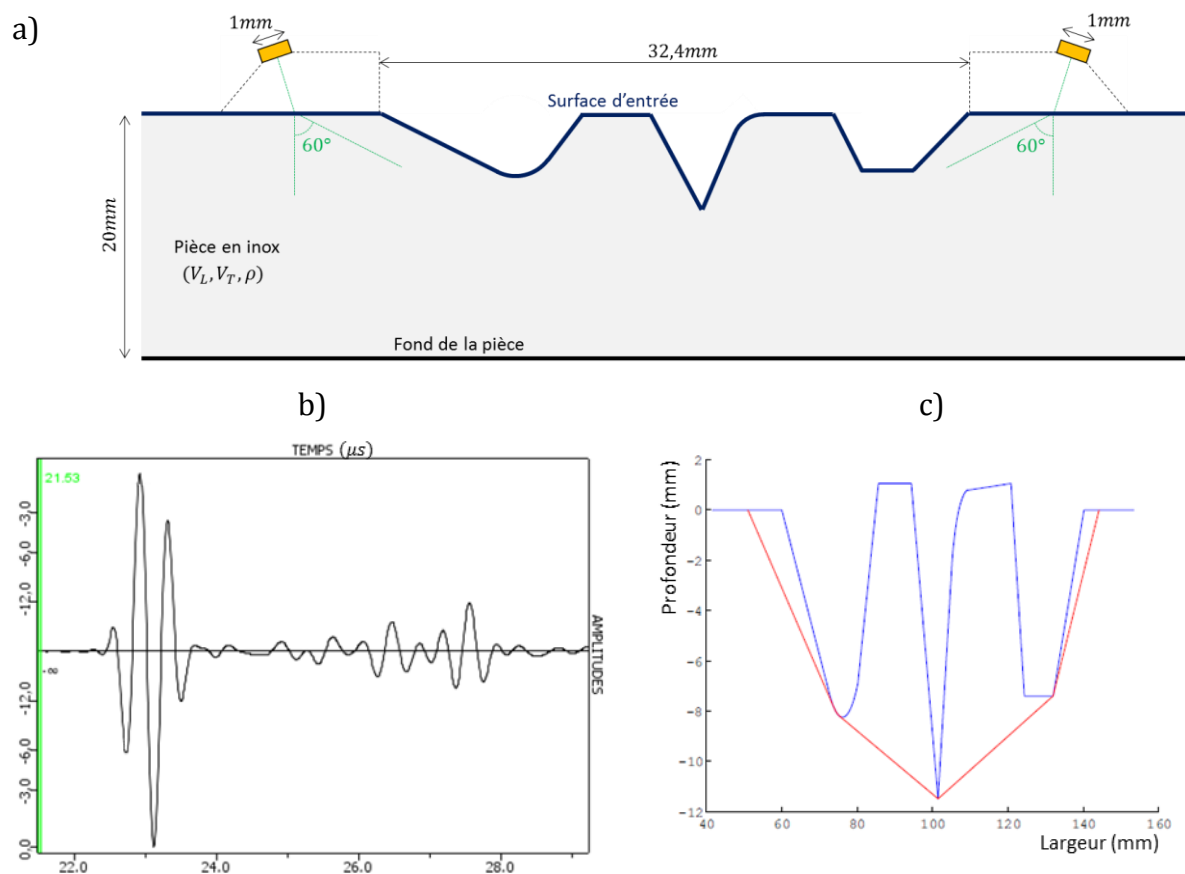 a)
1mm
1mm
32,4mm
Surface d'entrée
60°
60°
20mm
Pièce en inox
(V_L, V_T, ρ)
Fond de la pièce
b)
c)
TEMPS (μs)
21.53
-3,0
-6,0
-12,0
-∞
-12,0
-6,0
-3,0
0,0
AMPLITUDES
22.0
24.0
26.0
28.0
Profondeur (mm)
2
0
-2
-4
-6
-8
-10
-12
40
60
80
100
120
140
160
Largeur (mm)